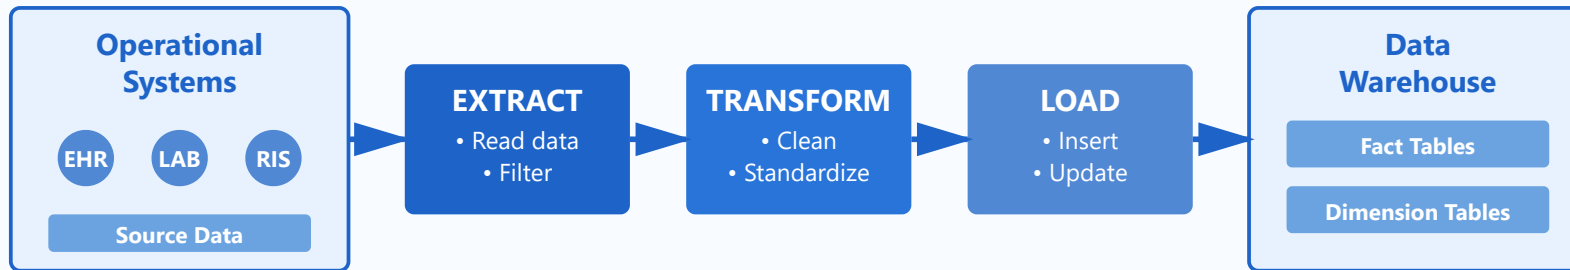 Operational
Systems
EHR LAB RIS
Source Data
EXTRACT
• Read data
• Filter
TRANSFORM
• Clean
• Standardize
LOAD
• Insert
• Update
Data
Warehouse
Fact Tables
Dimension Tables